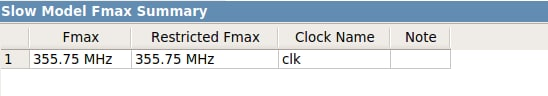 Slow Model Fmax Summary
Fmax Restricted Fmax Clock Name Note
1 355.75 MHz 355.75 MHz clk